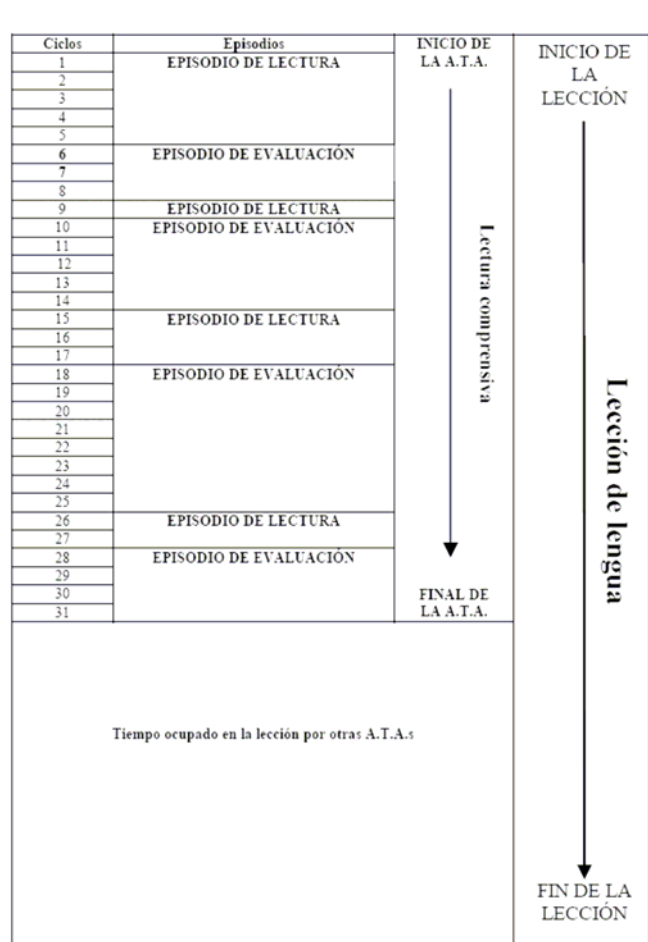 Ciclos Episodios INICIO DE
LA A.T.A.
INICIO DE
LA
LECCIÓN
1 EPISODIO DE LECTURA
2
3
4
5
6 EPISODIO DE EVALUACIÓN
7
8
9 EPISODIO DE LECTURA
10 EPISODIO DE EVALUACIÓN
11
12
13
14
15 EPISODIO DE LECTURA
16
17
18 EPISODIO DE EVALUACIÓN
19
20
21
22
23
24
25
26 EPISODIO DE LECTURA
27
28 EPISODIO DE EVALUACIÓN
29
30
31
Lectura comprensiva
FINAL DE
LA A.T.A.
Lección de lengua
Tiempo ocupado en la lección por otras A.T.A.s
FIN DE LA
LECCIÓN